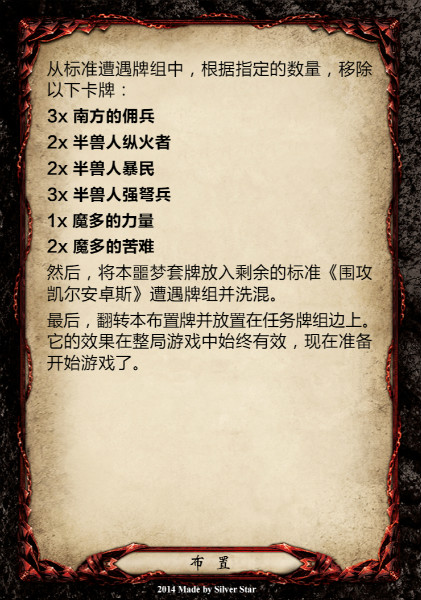 从标准遭遇牌组中，根据指定的数量，移除
以下卡牌：
3x 南方的佣兵
2x 半兽人纵火者
2x 半兽人暴民
3x 半兽人强弩兵
1x 魔多的力量
2x 魔多的苦难
然后，将本噩梦套牌放入剩余的标准《围攻
凯尔安卓斯》遭遇牌组并洗混。
最后，翻转本布置牌并放置在任务牌组边上。
它的效果在整局游戏中始终有效，现在准备
开始游戏了。
布 置
2014 Made by Silver Star